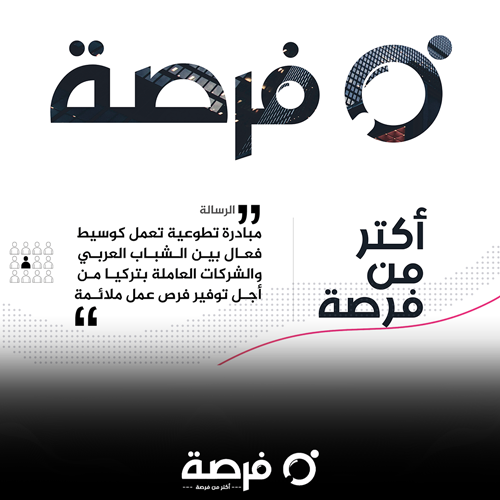 فرصة
الرسالة
مبادرة تطوعية تعمل كوسيط
فعال بين الشباب العربي
والشركات العاملة بتركيا من
أجل توفير فرص عمل ملائمة
أكتر
من
فرصة
فرصة
--- أكتر من فرصة ---